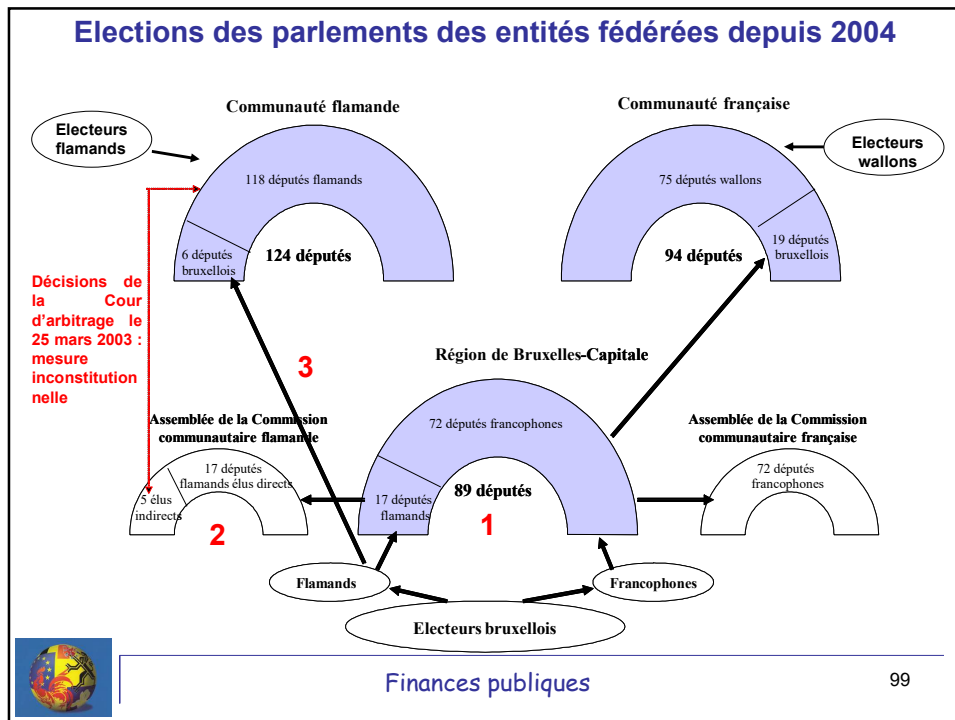 Elections des parlements des entités fédérées depuis 2004
Communauté flamande
Communauté française
Electeurs
flamands
Electeurs
wallons
118 députés flamands
75 députés wallons
6 députés
bruxellois
124 députés
94 députés
19 députés
bruxellois
Décisions de
la Cour
d'arbitrage le
25 mars 2003 :
mesure
inconstitution
nelle
3
Région de Bruxelles-Capitale
Assemblée de la Commission
communautaire flamande
72 députés francophones
Assemblée de la Commission
communautaire française
17 députés
flamands élus directs
5 élus
indirects
2
17 députés
flamands
89 députés
1
72 députés
francophones
Flamands
Francophones
Electeurs bruxellois
Finances publiques
99